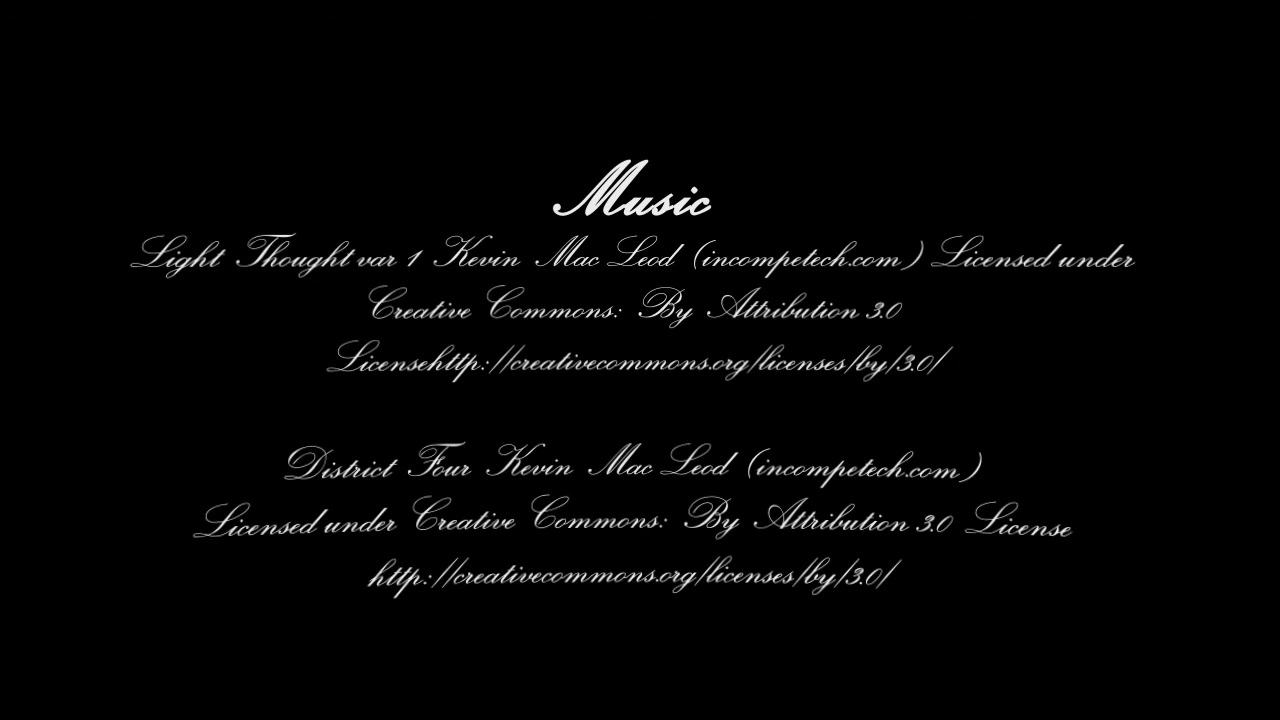 Music
Light Thought var 1 Kevin Mac Leod (incompetech.com) Licensed under
Creative Commons: By Attribution 3.0
Licensehttp://creativecommons.org/licenses/by/3.0/
District Four Kevin Mac Leod (incompetech.com)
Licensed under Creative Commons: By Attribution 3.0 License
http://creativecommons.org/licenses/by/3.0/